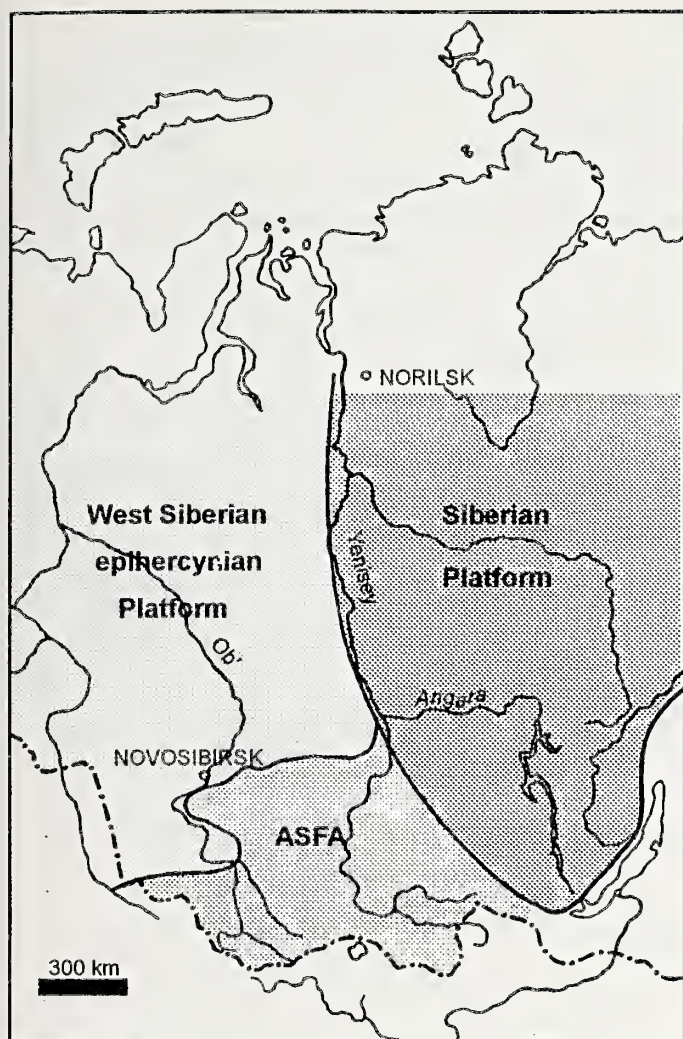 NORILSK
West Siberian
epihercynian
Platform
Siberian
Platform
Yenisey
Ob'
Angara
NOVOSIBIRSK
ASFA
300 km